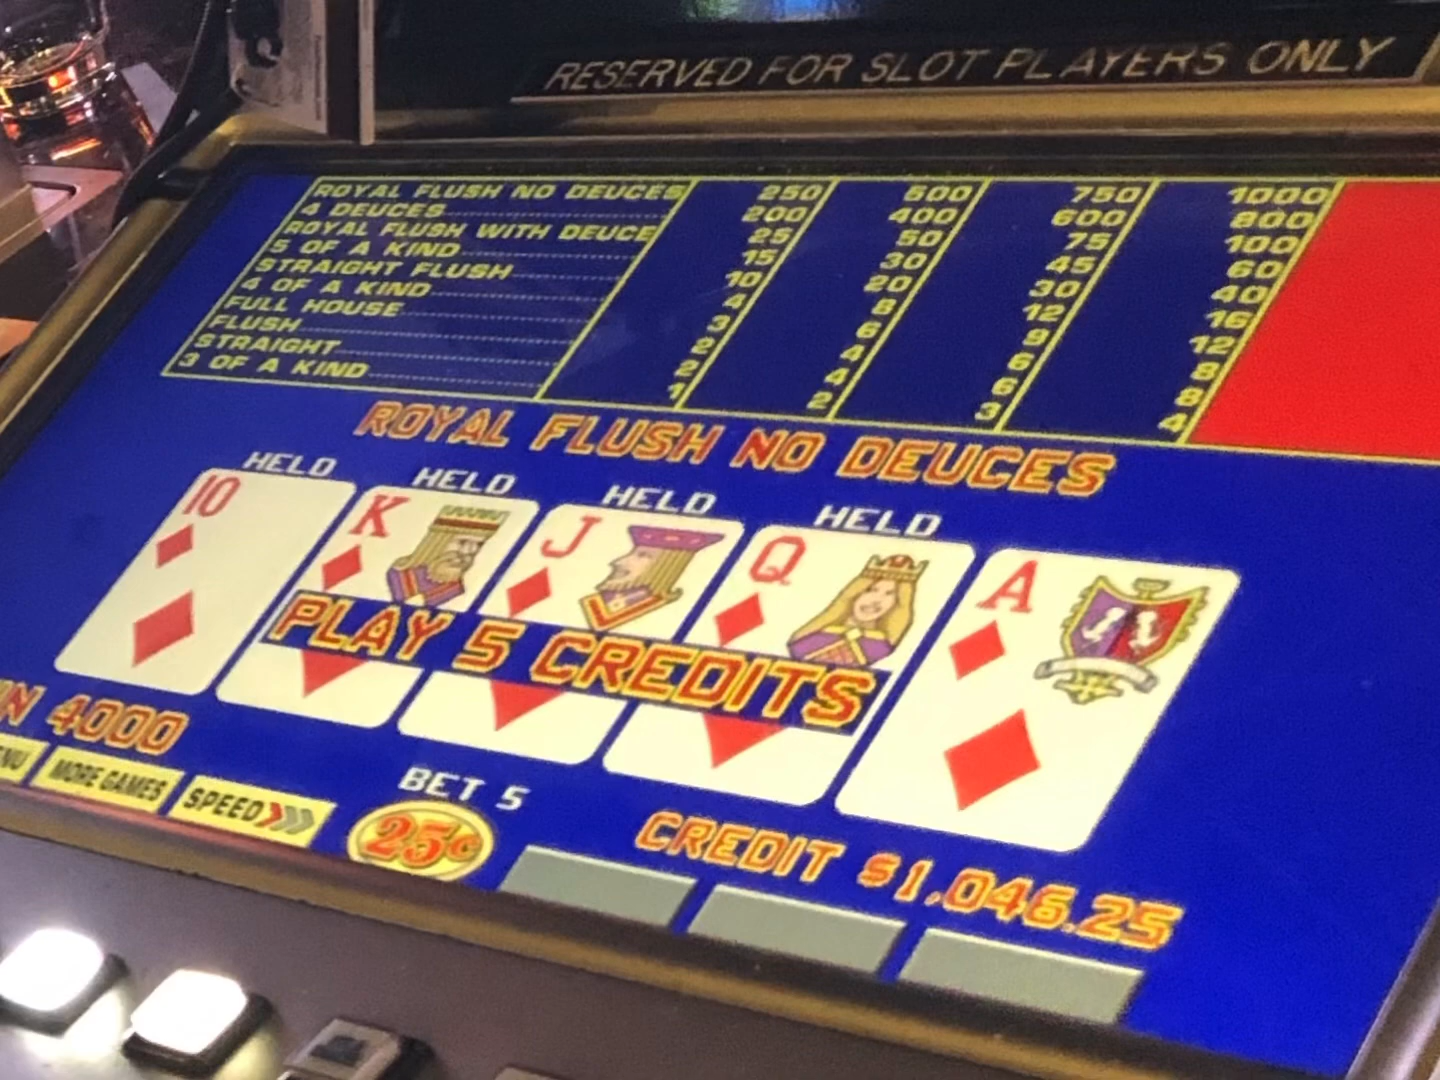 RESERVED FOR SLOT PLAYERS ONLY
ROYAL FLUSH NO DEUCES 250 500 750 1000
4 DEUCES 200 400 600 800
ROYAL FLUSH WITH DEUCE 25 50 75 100
5 OF A KIND 15 30 45 60
STRAIGHT FLUSH 10 20 30 40
4 OF A KIND 4 8 12 16
FULL HOUSE 3 6 9 12
FLUSH 2 4 6 8
STRAIGHT 2 4 6 8
3 OF A KIND 1 2 3 4
ROYAL FLUSH NO DEUCES
HELD HELD HELD HELD
10 K J Q A
PLAY 5 CREDITS
IN 4000
ENU MORE GAMES SPEED
BET 5
25¢
CREDIT $1,046.25